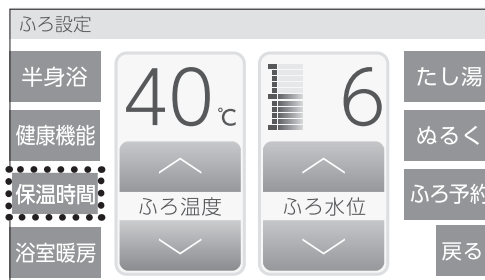 ふろ設定
半身浴
健康機能
保温時間
浴室暖房
40℃
ふろ温度
6
ふろ水位
たし湯
ぬるく
ふろ予約
戻る